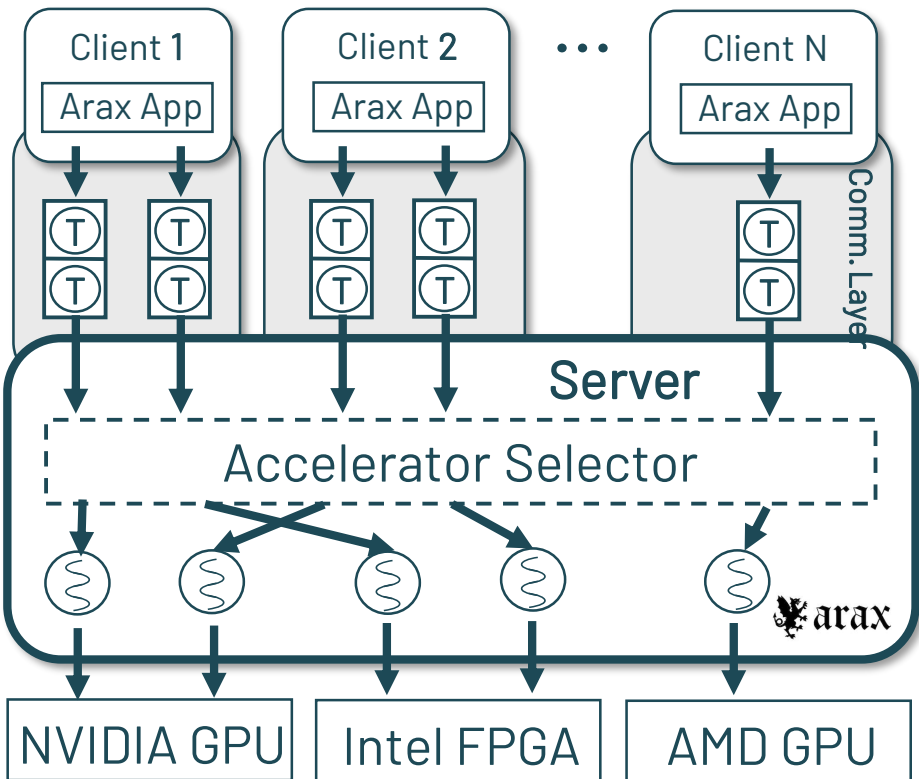 Client 1
Client 2
...
Client N
Arax App
Arax App
Arax App
T
T
T
T
T
T
T
T
T
T
Comm. Layer
Server
Accelerator Selector
arax
NVIDIA GPU
Intel FPGA
AMD GPU